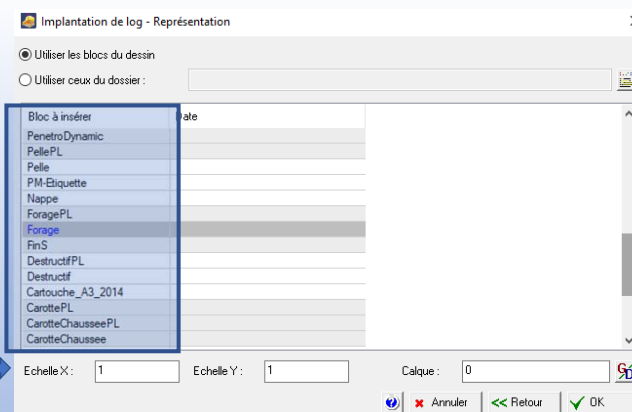 Implantation de log - Représentation
Utiliser les blocs du dessin
Utiliser ceux du dossier :
Bloc à insérer
PenetroDynamic
PellePL
Pelle
PM-Etiquette
Nappe
ForagePL
Forage
FinS
DestructifPL
Destructif
Cartouche_A3_2014
CarottePL
CarotteChausseePL
CarotteChaussee
Echelle X : 1 Echelle Y : 1 Calque : 0
Annuler << Retour OK